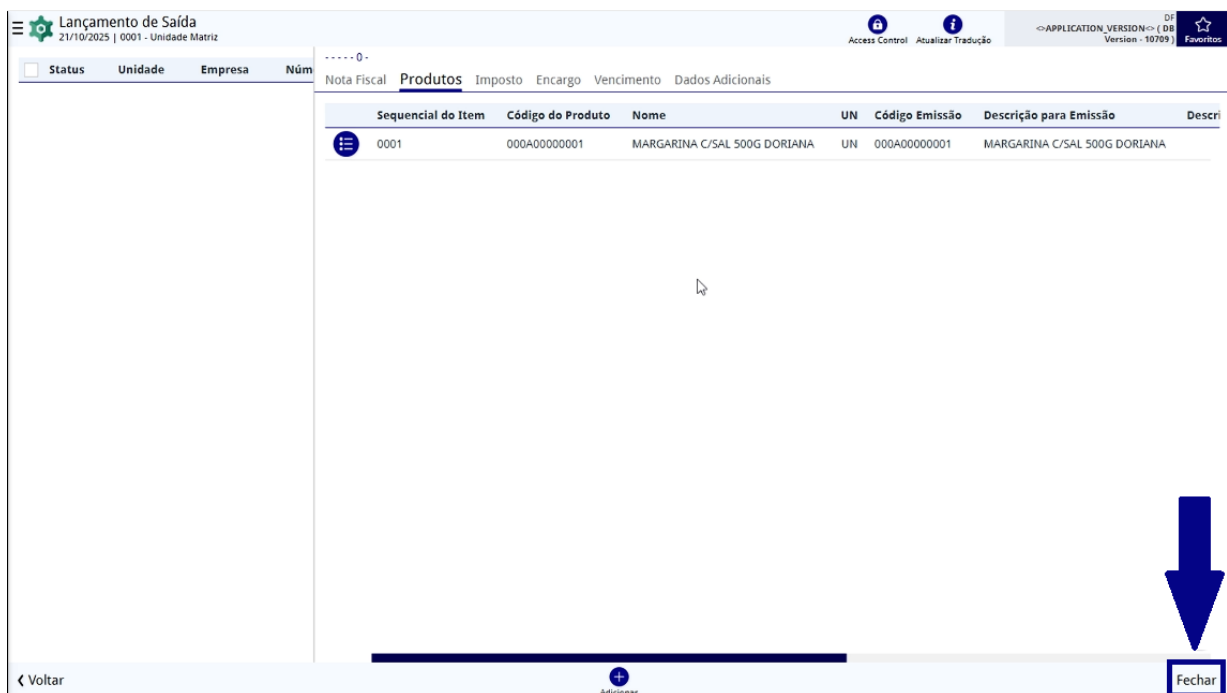 Lançamento de Saída
21/10/2025 | 0001 - Unidade Matriz
Access Control
Atualizar Tradução
DF
<>APPLICATION_VERSION<> ( DB
Version - 10709 )
Favoritos
Status Unidade Empresa Núm
- - - - - 0 -
Nota Fiscal Produtos Imposto Encargo Vencimento Dados Adicionais
Sequencial do Item Código do Produto Nome UN Código Emissão Descrição para Emissão Descri
0001 000A00000001 MARGARINA C/SAL 500G DORIANA UN 000A00000001 MARGARINA C/SAL 500G DORIANA
Voltar
Adicionar
Fechar